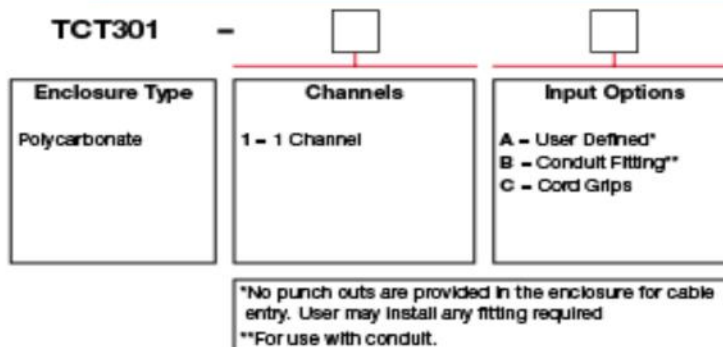 TCT301 –
Enclosure Type
Polycarbonate
Channels
1 – 1 Channel
Input Options
A – User Defined*
B – Conduit Fitting**
C – Cord Grips
*No punch outs are provided in the enclosure for cable
entry. User may install any fitting required
**For use with conduit.